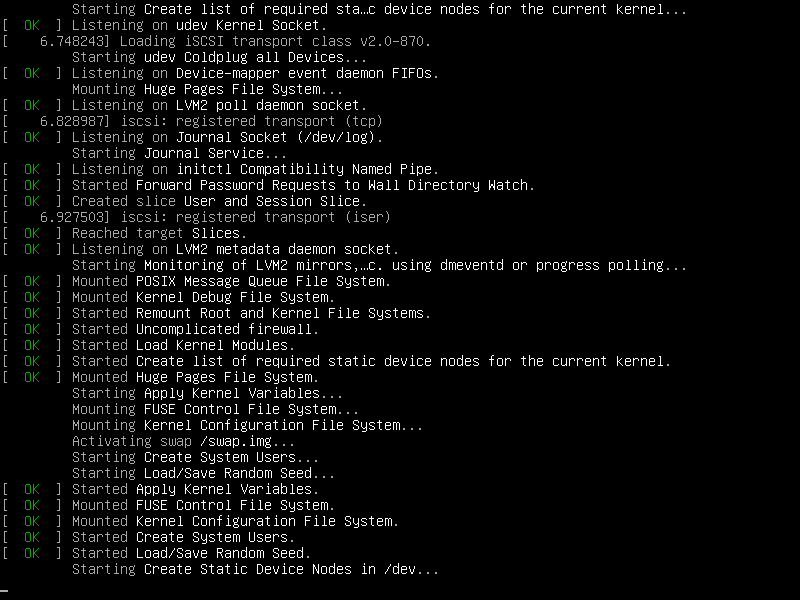 Starting Create list of required sta…c device nodes for the current kernel...
[  OK  ] Listening on udev Kernel Socket.
[    6.748243] Loading iSCSI transport class v2.0-870.
Starting udev Coldplug all Devices...
[  OK  ] Listening on Device-mapper event daemon FIFOs.
Mounting Huge Pages File System...
[  OK  ] Listening on LVM2 poll daemon socket.
[    6.828987] iscsi: registered transport (tcp)
[  OK  ] Listening on Journal Socket (/dev/log).
Starting Journal Service...
[  OK  ] Listening on initctl Compatibility Named Pipe.
[  OK  ] Started Forward Password Requests to Wall Directory Watch.
[  OK  ] Created slice User and Session Slice.
[    6.927503] iscsi: registered transport (iser)
[  OK  ] Reached target Slices.
[  OK  ] Listening on LVM2 metadata daemon socket.
Starting Monitoring of LVM2 mirrors,…c. using dmeventd or progress polling...
[  OK  ] Mounted POSIX Message Queue File System.
[  OK  ] Mounted Kernel Debug File System.
[  OK  ] Started Remount Root and Kernel File Systems.
[  OK  ] Started Uncomplicated firewall.
[  OK  ] Started Load Kernel Modules.
[  OK  ] Started Create list of required static device nodes for the current kernel.
[  OK  ] Mounted Huge Pages File System.
Starting Apply Kernel Variables...
Mounting FUSE Control File System...
Mounting Kernel Configuration File System...
Activating swap /swap.img...
Starting Create System Users...
Starting Load/Save Random Seed...
[  OK  ] Started Apply Kernel Variables.
[  OK  ] Mounted FUSE Control File System.
[  OK  ] Mounted Kernel Configuration File System.
[  OK  ] Started Create System Users.
[  OK  ] Started Load/Save Random Seed.
Starting Create Static Device Nodes in /dev...